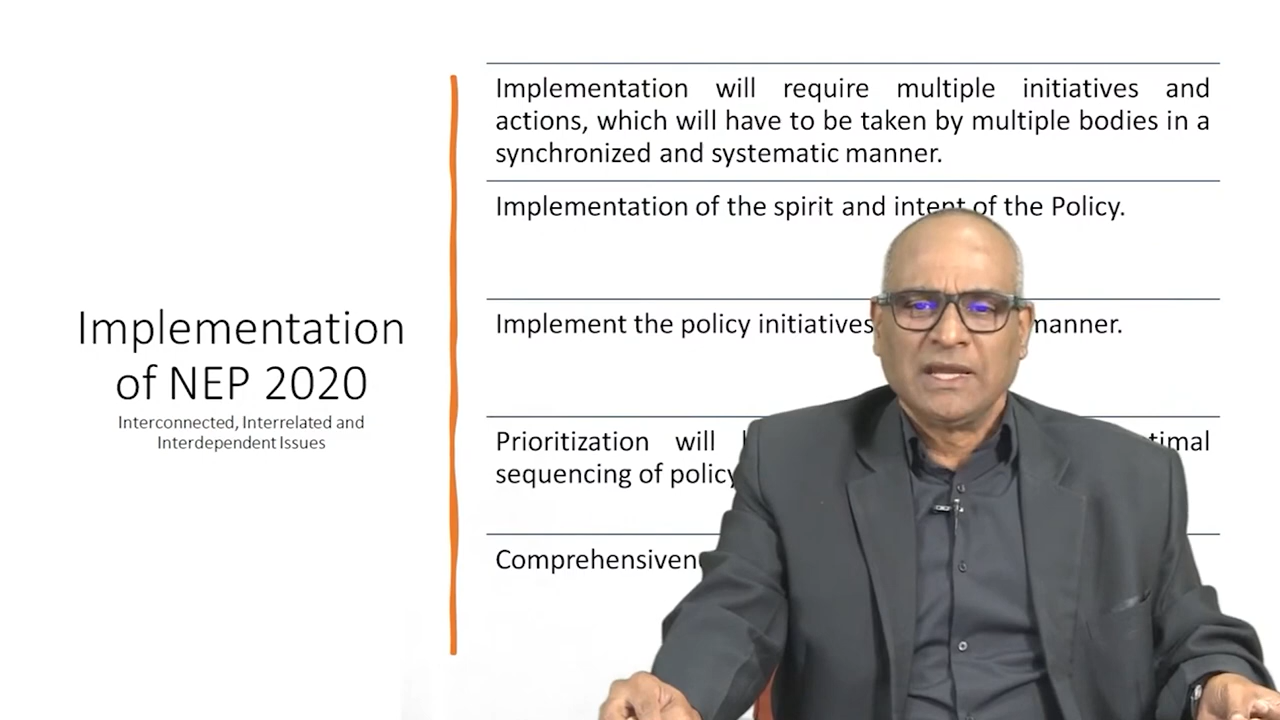 Implementation
of NEP 2020
Interconnected, Interrelated and
Interdependent Issues
Implementation will require multiple initiatives and
actions, which will have to be taken by multiple bodies in a
synchronized and systematic manner.
Implementation of the spirit and intent of the Policy.
Implement the policy initiatives manner.
Prioritization will
sequencing of policy